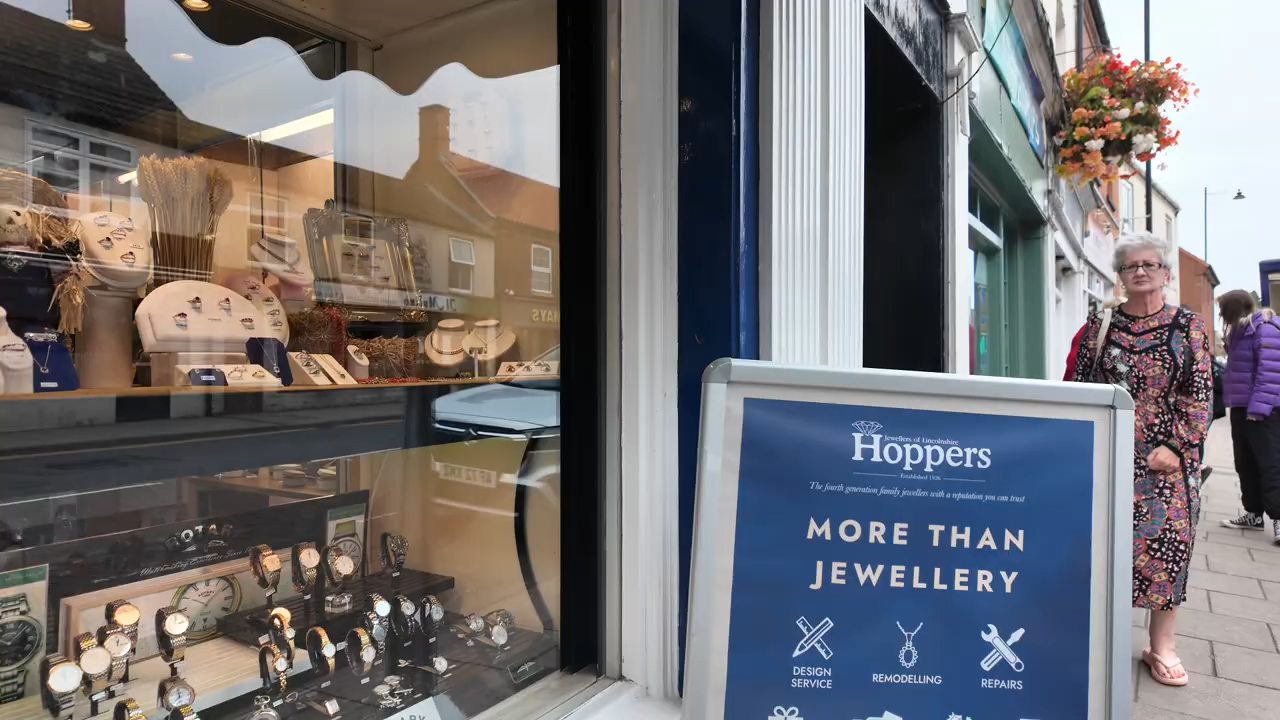 Jewellers of Lincolnshire
Hoppers
Established 1926
The fourth generation family jewellers with a reputation you can trust
MORE THAN
JEWELLERY
DESIGN
SERVICE
REMODELLING
REPAIRS
ROTARY